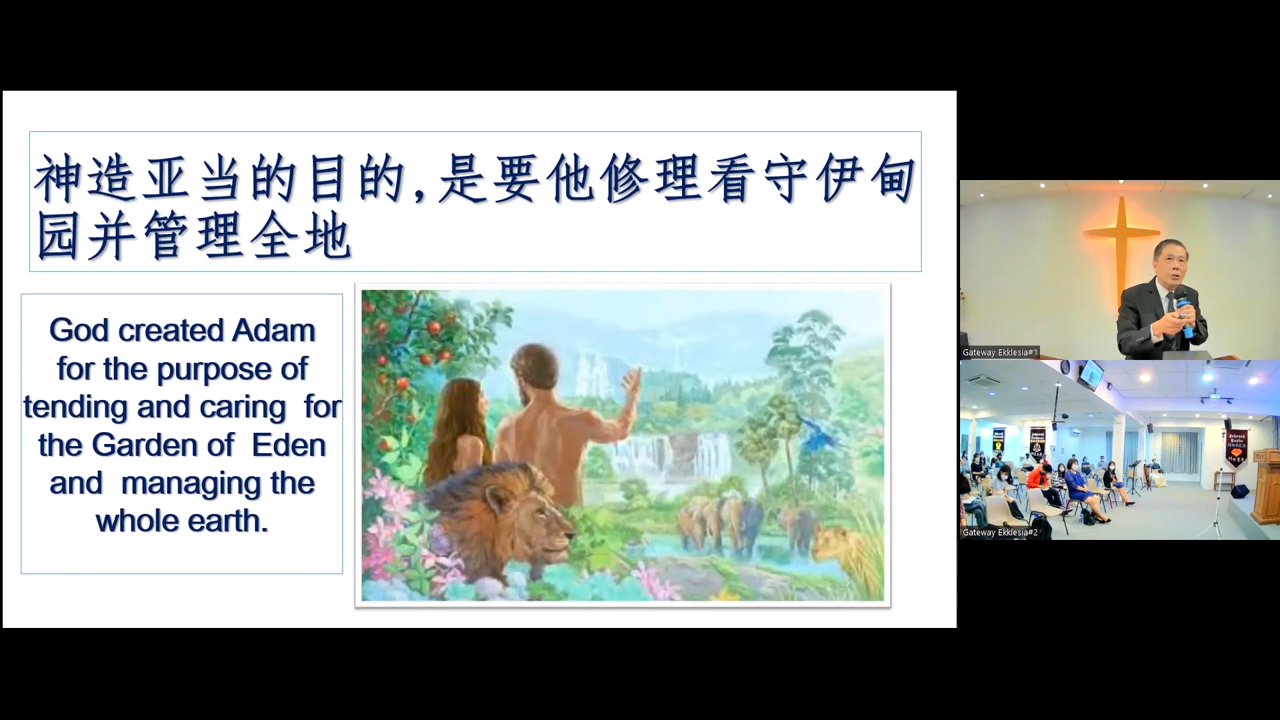 神造亚当的目的,是要他修理看守伊甸
园并管理全地
God created Adam
for the purpose of
tending and caring for
the Garden of Eden
and managing the
whole earth.
Gateway Ekklesia#1
Gateway Ekklesia#2